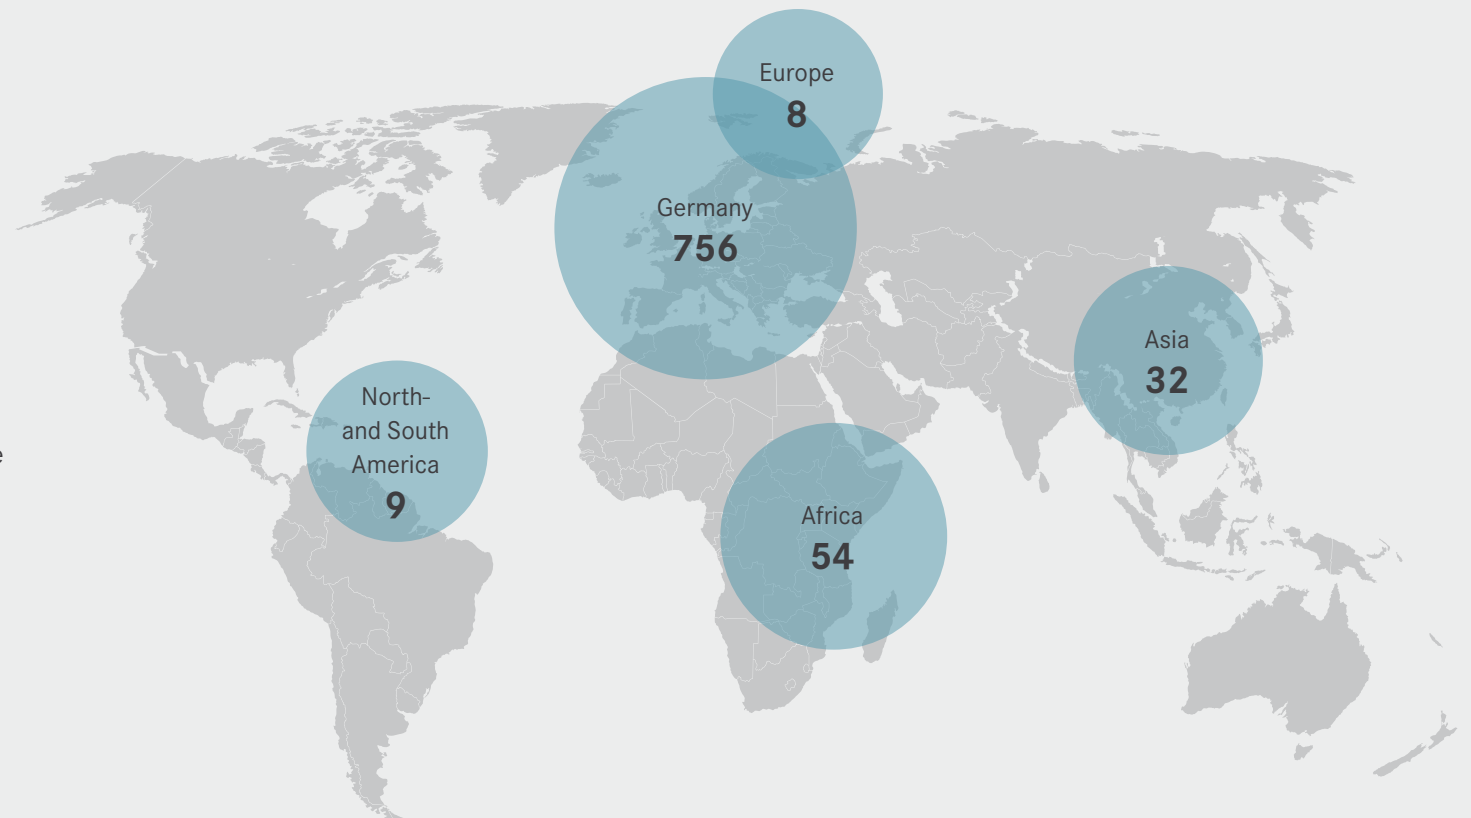 Europe
8
Germany
756
Asia
32
North-
and South
America
9
Africa
54